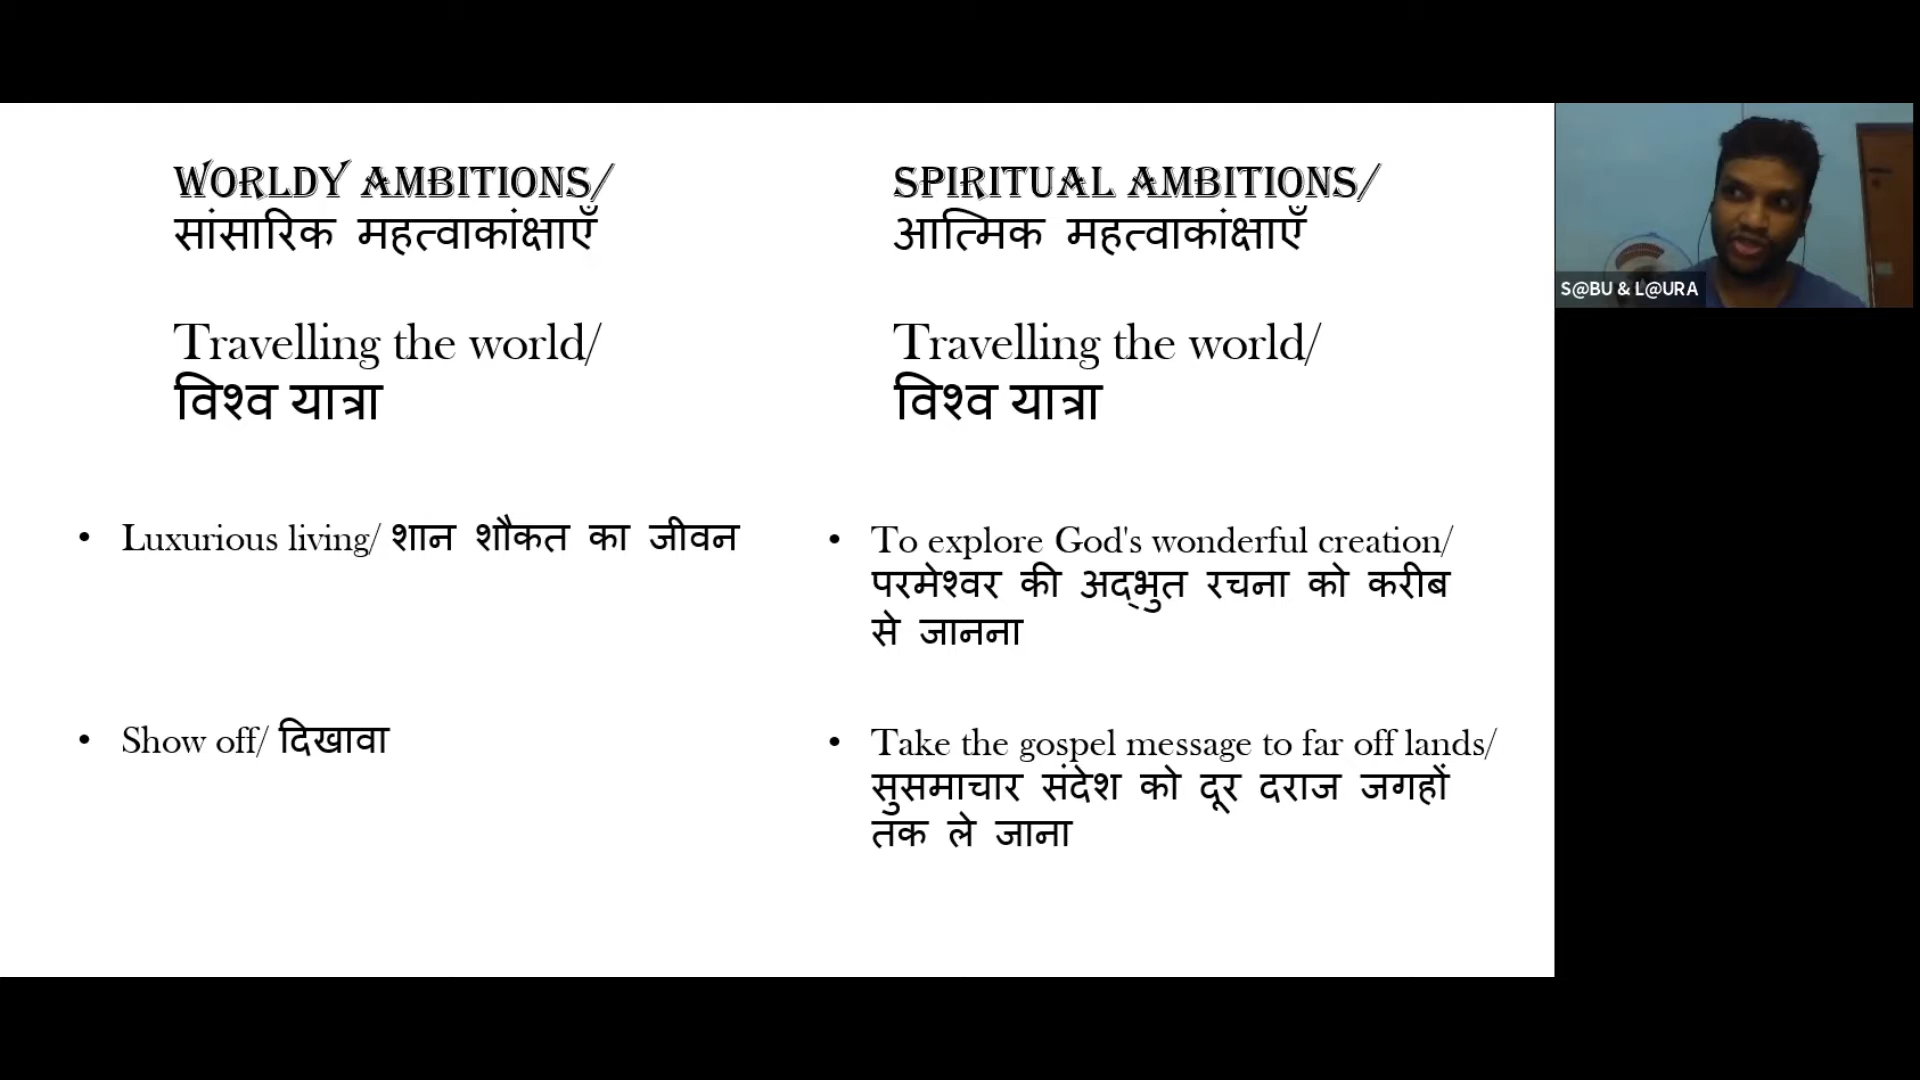 WORLDY AMBITIONS/
सांसारिक महत्वाकांक्षाएँ
Travelling the world/
विश्व यात्रा
• Luxurious living/ शान शौकत का जीवन
• Show off/ दिखावा
SPIRITUAL AMBITIONS/
आत्मिक महत्वाकांक्षाएँ
Travelling the world/
विश्व यात्रा
• To explore God's wonderful creation/
परमेश्वर की अद्भुत रचना को करीब
से जानना
• Take the gospel message to far off lands/
सुसमाचार संदेश को दूर दराज जगहों
तक ले जाना
S@BU & L@URA